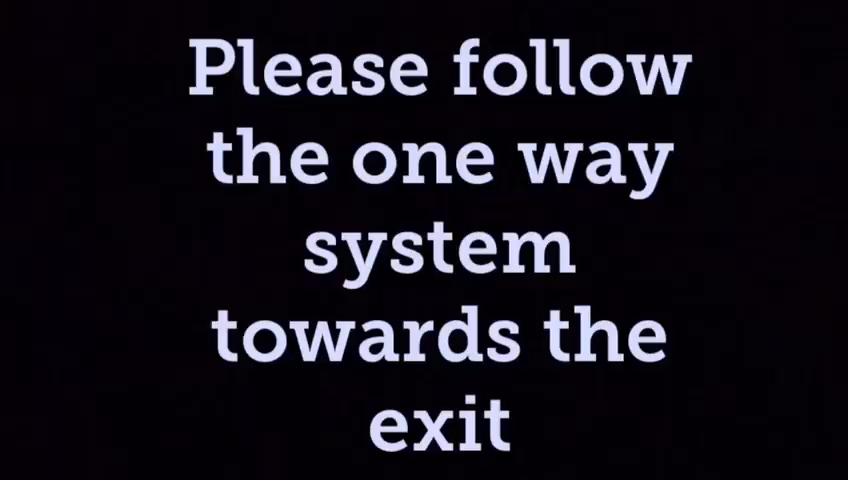 Please follow
the one way
system
towards the
exit